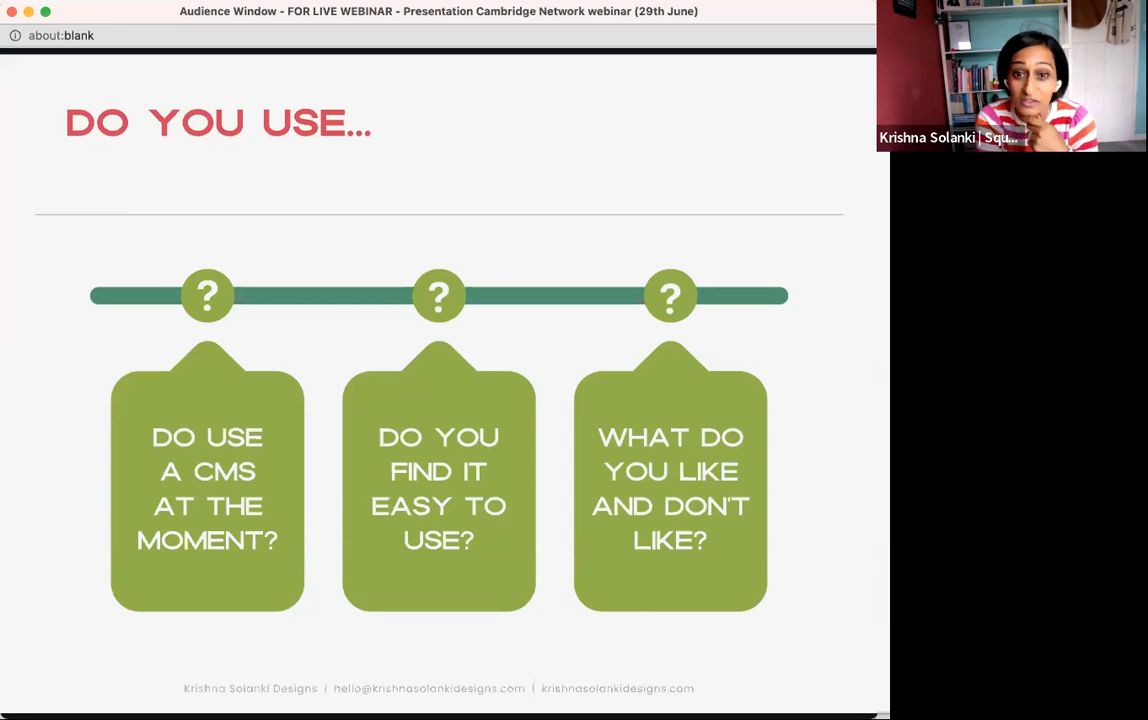 Audience Window - FOR LIVE WEBINAR - Presentation Cambridge Network webinar (29th June)
about:blank
DO YOU USE...
Krishna Solanki | Squ...
? ? ?
DO USE
A CMS
AT THE
MOMENT?
DO YOU
FIND IT
EASY TO
USE?
WHAT DO
YOU LIKE
AND DON'T
LIKE?
Krishna Solanki Designs | hello@krishnasolankidesigns.com | krishnasolankidesigns.com